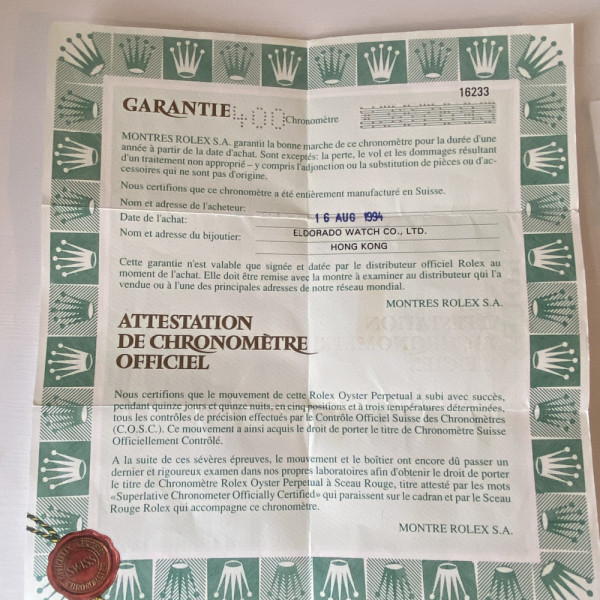 16233
GARANTIE 400 Chronomètre
MONTRES ROLEX S.A. garantit la bonne marche de ce chronomètre pour la durée d'une
année à partir de la date d'achat. Sont exceptés: la perte, le vol et les dommages résultant
d'un traitement non approprié – y compris l'adjonction ou la substitution de pièces ou d'ac-
cessoires qui ne sont pas d'origine.
Nous certifions que ce chronomètre a été entièrement manufacturé en Suisse.
Nom et adresse de l'acheteur:
Date de l'achat: 16 AUG 1994
Nom et adresse du bijoutier: ELDORADO WATCH CO., LTD.
HONG KONG
Cette garantie n'est valable que signée et datée par le distributeur officiel Rolex au
moment de l'achat. Elle doit être remise avec la montre à examiner au distributeur qui l'a
vendue ou à l'une des principales adresses de notre réseau mondial.
MONTRES ROLEX S.A.
ATTESTATION
DE CHRONOMÈTRE
OFFICIEL
Nous certifions que le mouvement de cette Rolex Oyster Perpetual a subi avec succès,
pendant quinze jours et quinze nuits, en cinq positions et à trois températures déterminées,
tous les contrôles de précision effectués par le Contrôle Officiel Suisse des Chronomètres
(C.O.S.C.). Ce mouvement a ainsi acquis le droit de porter le titre de Chronomètre Suisse
Officiellement Contrôlé.
A la suite de ces sévères épreuves, le mouvement et le boîtier ont encore dû passer un
dernier et rigoureux examen dans nos propres laboratoires afin d'obtenir le droit de porter
le titre de Chronomètre Rolex Oyster Perpetual à Sceau Rouge, titre attesté par les mots
«Superlative Chronometer Officially Certified» qui paraissent sur le cadran et par le Sceau
Rouge Rolex qui accompagne ce chronomètre.
MONTRE ROLEX S.A.
SWISS